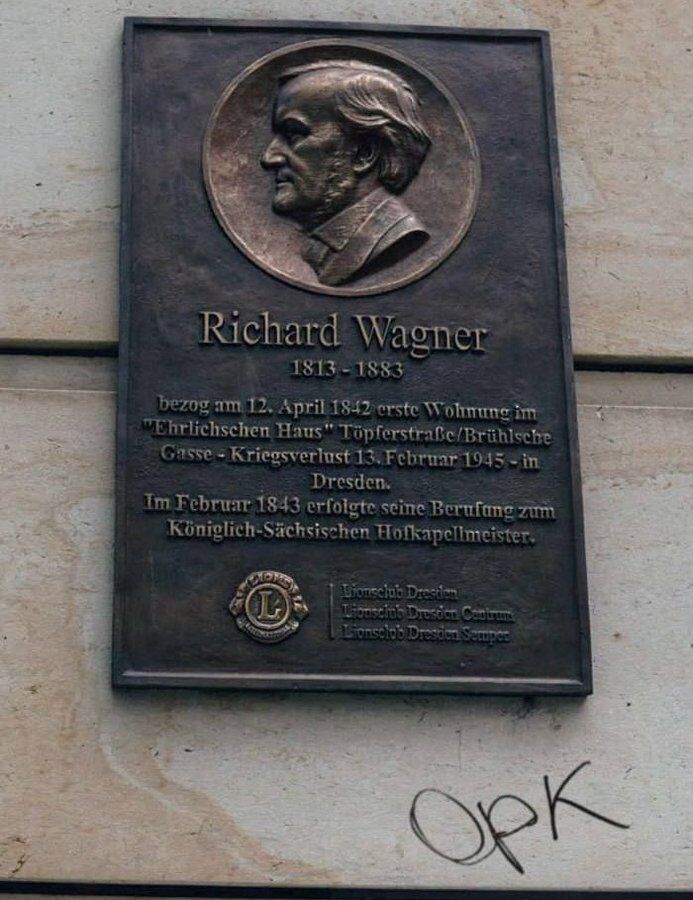 Richard Wagner
1813 - 1883
bezog am 12. April 1842 erste Wohnung im
"Ehrlichschen Haus" Töpferstraße/Brühlsche
Gasse - Kriegsverlust 13. Februar 1945 - in
Dresden.
Im Februar 1843 erfolgte seine Berufung zum
Königlich-Sächsischen Hofkapellmeister.
LIONS
L
Lionsclub Dresden
Lionsclub Dresden Centrum
Lionsclub Dresden Semper
OPK